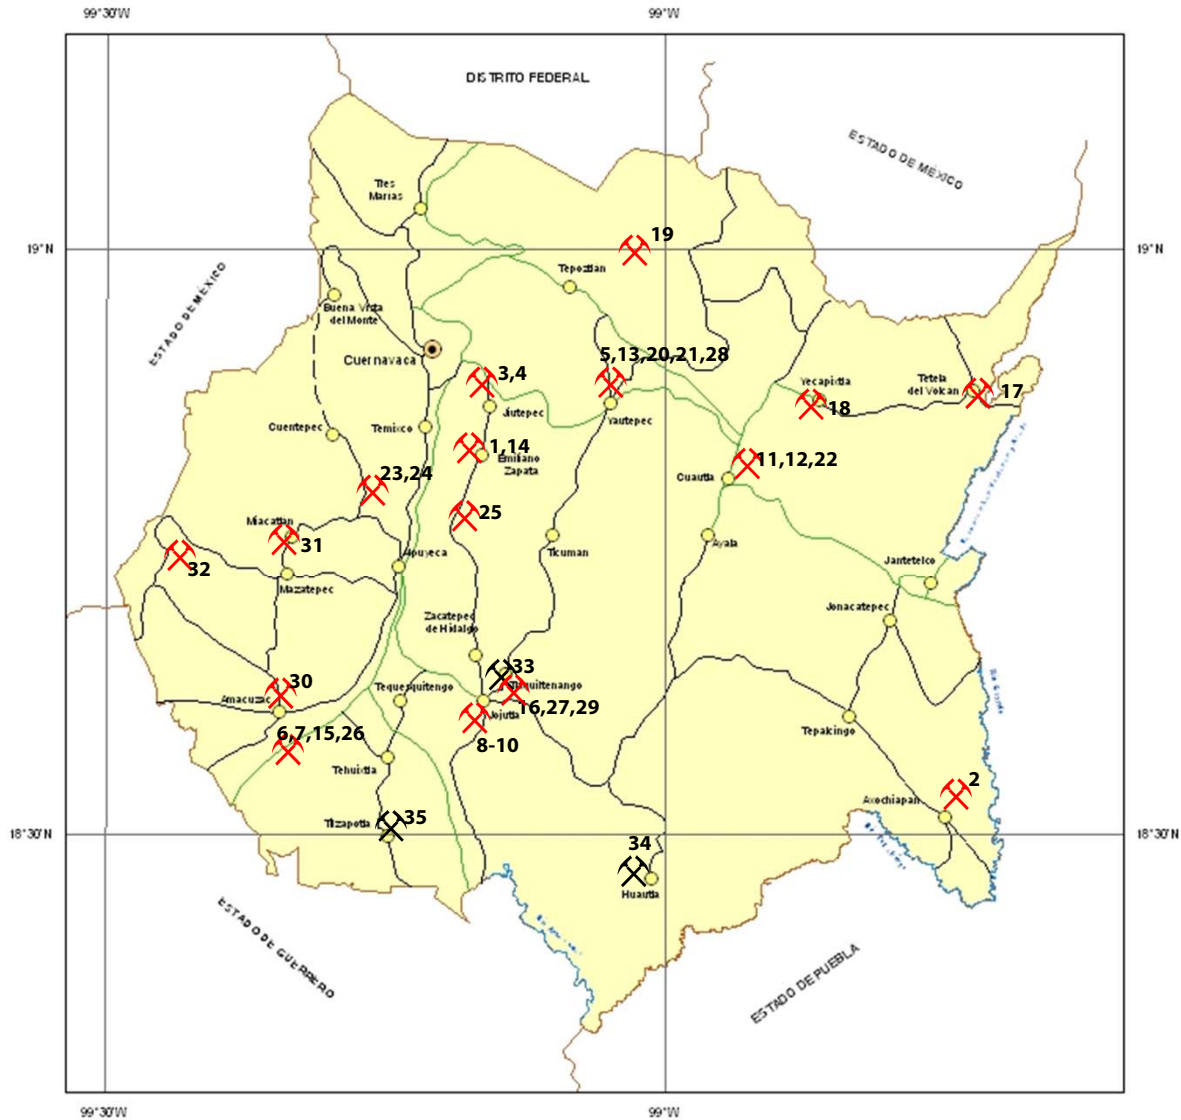 99°30'W
99°W
DISTRITO FEDERAL
ESTADO DE MÉXICO
Tres
Marias
19
19°N
19°N
Tepoztlan
ESTADO DE MÉXICO
Buena Vista
del Monte
Cuernavaca
5,13,20,21,28
3,4
Yecapixtla
Tetela
del Volcan
17
18
Jiutepec
Yautepec
Cuentepec
Temixco
1,14
Emiliano
Zapata
11,12,22
Cuautla
23,24
25
Miacatlan
31
Ticuman
Ayala
Apuyeca
32
Mazatepec
Jantetelco
Jonacatepec
Zacatepec
de Hidalgo
33
30
Tequesquitengo
Tlaquiltenango
Amacuzac
16,27,29
Jojutla
6,7,15,26
8-10
Tepalcingo
Tehuixtla
2
Axochiapan
35
Tilzapotla
18°30'N
18°30'N
34
Huautla
ESTADO DE GUERRERO
ESTADO DE PUEBLA
99°30'W
99°W